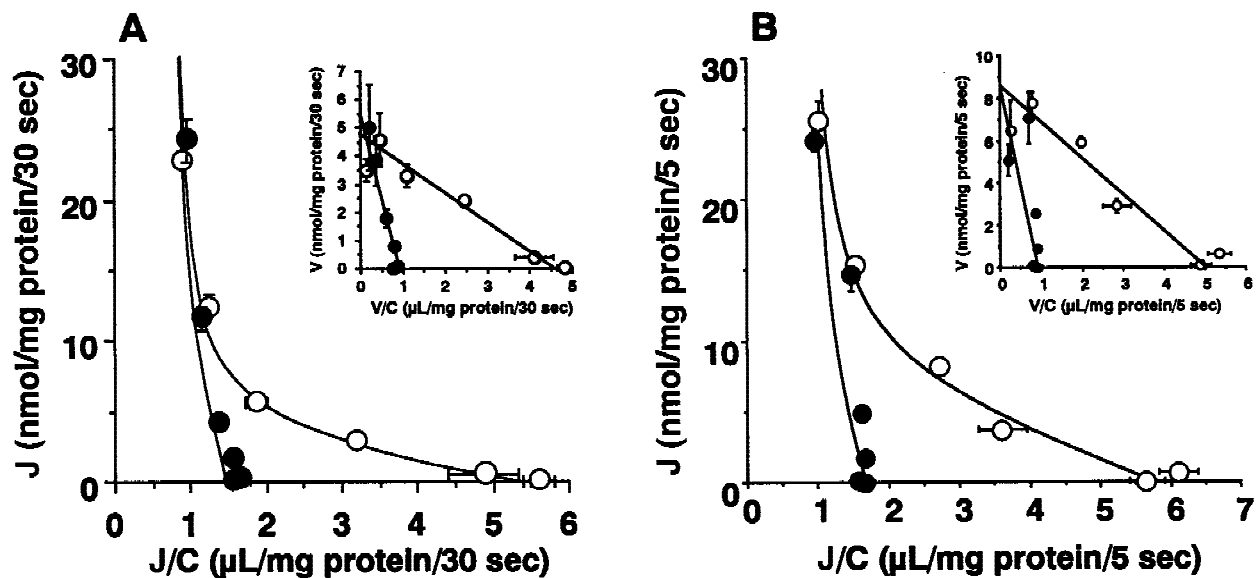 A
J (nmol/mg protein/30 sec)
30
20
10
0
0 1 2 3 4 5 6
J/C (µL/mg protein/30 sec)
V (nmol/mg protein/30 sec)
7
6
5
4
3
2
1
0
0 1 2 3 4 5
V/C (µL/mg protein/30 sec)
B
J (nmol/mg protein/5 sec)
30
20
10
0
0 1 2 3 4 5 6 7
J/C (µL/mg protein/5 sec)
V (nmol/mg protein/5 sec)
10
8
6
4
2
0
0 1 2 3 4 5 6
V/C (µL/mg protein/5 sec)